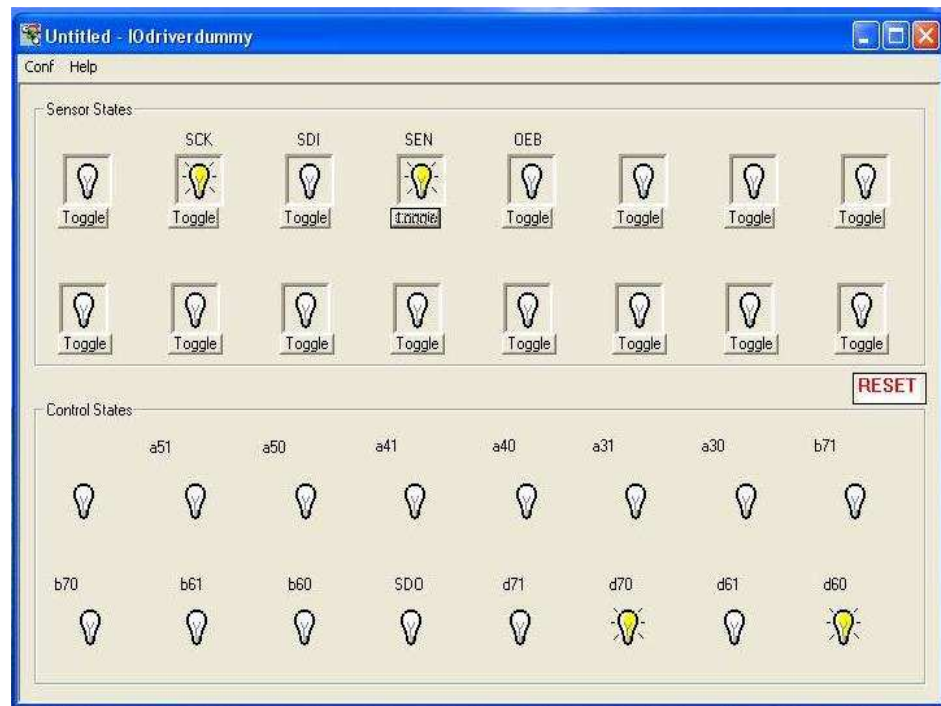 Untitled - IOdriverdummy
Conf Help
Sensor States
SCK SDI SEN OEB
Toggle Toggle Toggle Toggle Toggle Toggle Toggle
Toggle Toggle Toggle Toggle Toggle Toggle Toggle Toggle
RESET
Control States
a51 a50 a41 a40 a31 a30 b71
b70 b61 b60 SDO d71 d70 d61 d60